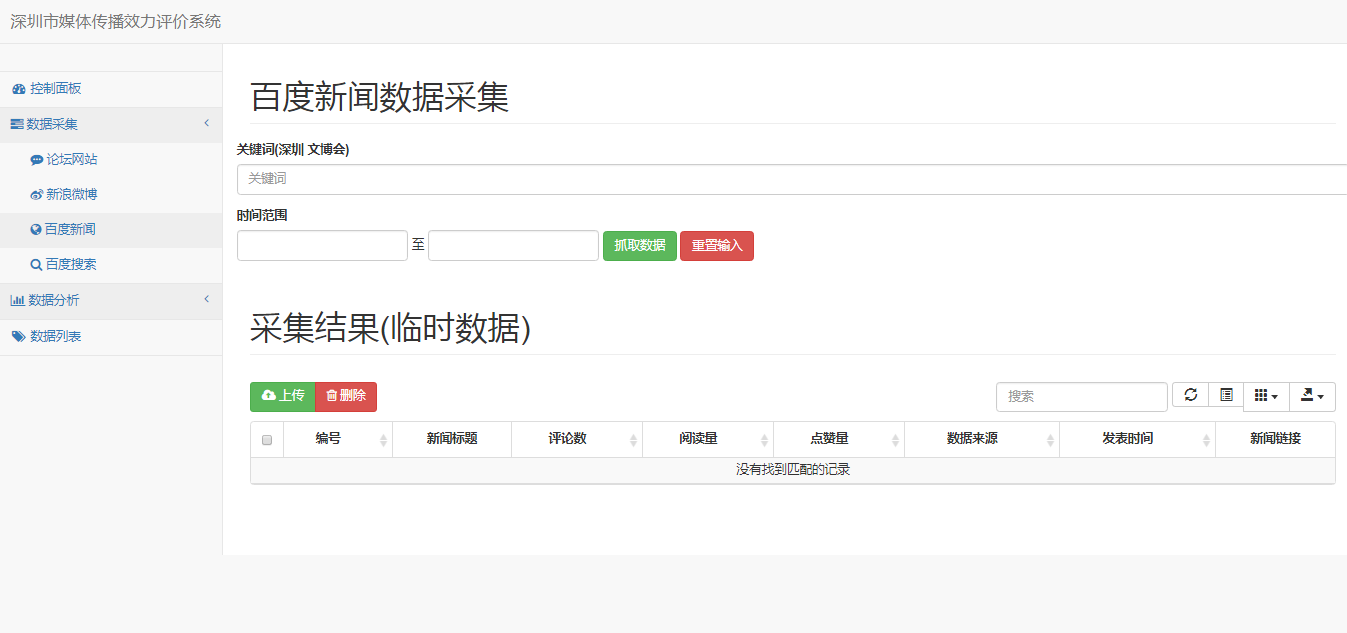 深圳市媒体传播效力评价系统
控制面板
数据采集
论坛网站
新浪微博
百度新闻
百度搜索
数据分析
数据列表
百度新闻数据采集
关键词(深圳 文博会)
关键词
时间范围
至 抓取数据 重置输入
采集结果(临时数据)
上传 删除 搜索
编号 新闻标题 评论数 阅读量 点赞量 数据来源 发表时间 新闻链接
没有找到匹配的记录